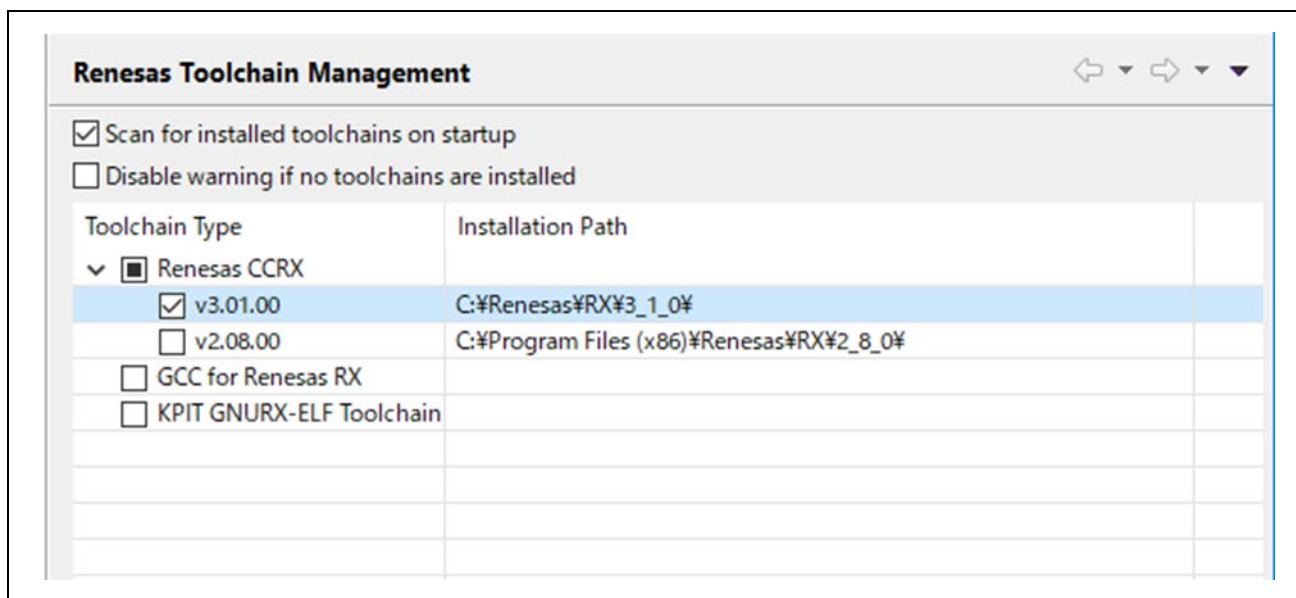 Renesas Toolchain Management
Scan for installed toolchains on startup
Disable warning if no toolchains are installed
Toolchain Type Installation Path
Renesas CCRX
v3.01.00 C:¥Renesas¥RX¥3_1_0¥
v2.08.00 C:¥Program Files (x86)¥Renesas¥RX¥2_8_0¥
GCC for Renesas RX
KPIT GNURX-ELF Toolchain